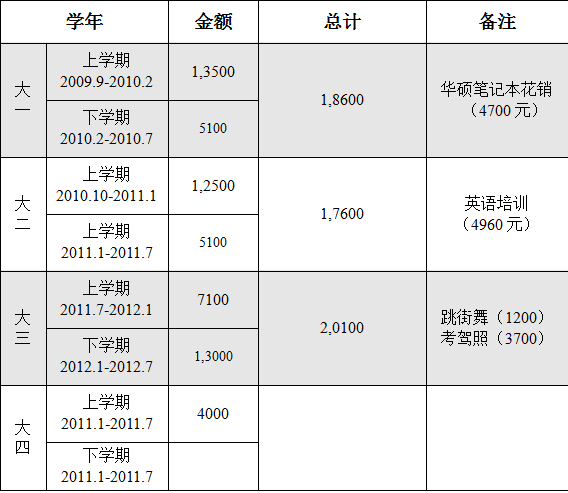 学年 金额 总计 备注
大一
上学期
2009.9-2010.2
1,3500
下学期
2010.2-2010.7
5100
1,8600
华硕笔记本花销
（4700元）
大二
上学期
2010.10-2011.1
1,2500
上学期
2011.1-2011.7
5100
1,7600
英语培训
（4960元）
大三
上学期
2011.7-2012.1
7100
下学期
2012.1-2012.7
1,3000
2,0100
跳街舞（1200）
考驾照（3700）
大四
上学期
2011.1-2011.7
4000
下学期
2011.1-2011.7